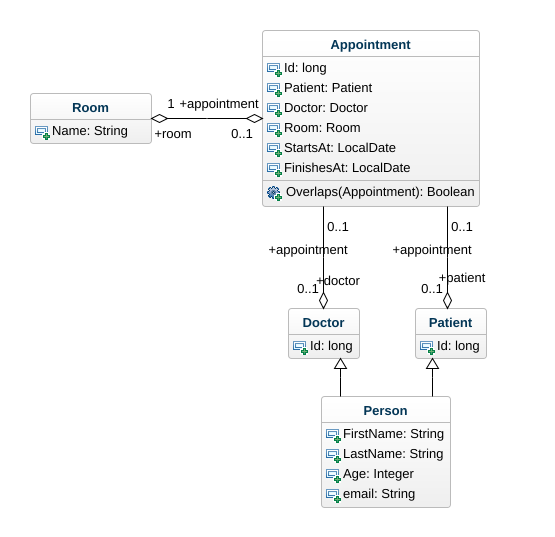 Appointment
Id: long
Patient: Patient
Doctor: Doctor
Room: Room
StartsAt: LocalDate
FinishesAt: LocalDate
Overlaps(Appointment): Boolean
Room
Name: String
1 +appointment
+room 0..1
0..1 0..1
+appointment +appointment
+doctor +patient
0..1 0..1
Doctor
Id: long
Patient
Id: long
Person
FirstName: String
LastName: String
Age: Integer
email: String